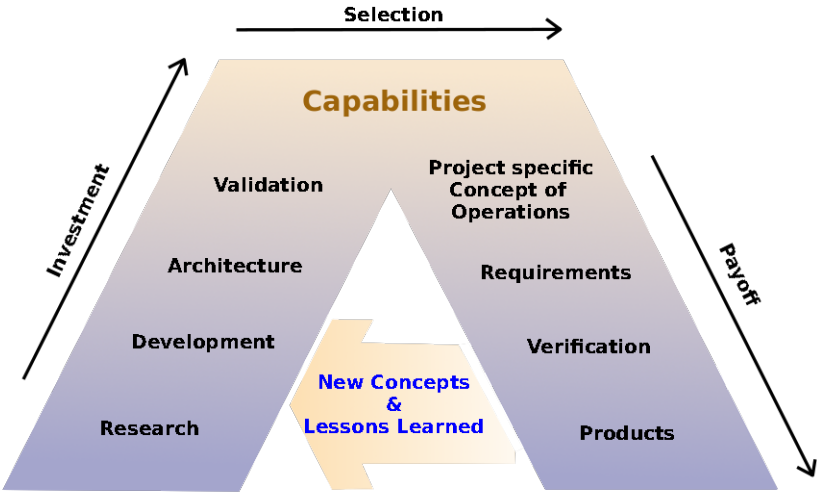 Selection
Capabilities
Investment
Validation
Architecture
Development
Research
Project specific
Concept of
Operations
Requirements
Verification
Products
Payoff
New Concepts
&
Lessons Learned